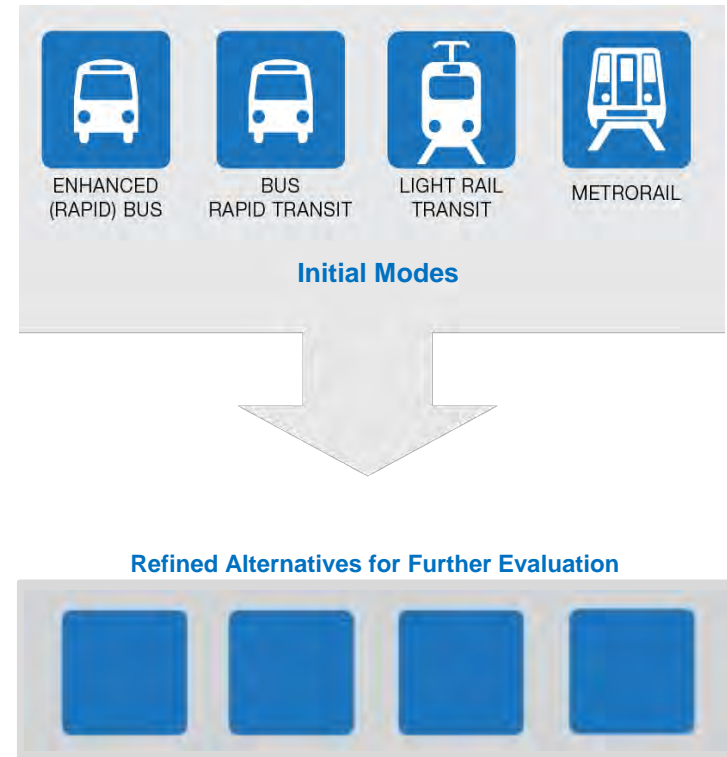 ENHANCED
(RAPID) BUS
BUS
RAPID TRANSIT
LIGHT RAIL
TRANSIT
METRORAIL
Initial Modes
Refined Alternatives for Further Evaluation